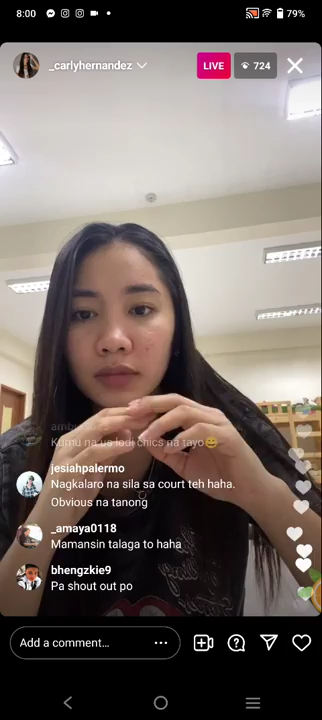 8:00
79%
_carlyhernandez
LIVE
724
Kumu na us lodi chics na tayo😄
jesiahpalermo
Nagkalaro na sila sa court teh haha.
Obvious na tanong
_amaya0118
Mamansin talaga to haha
bhengzkie9
Pa shout out po
Add a comment...